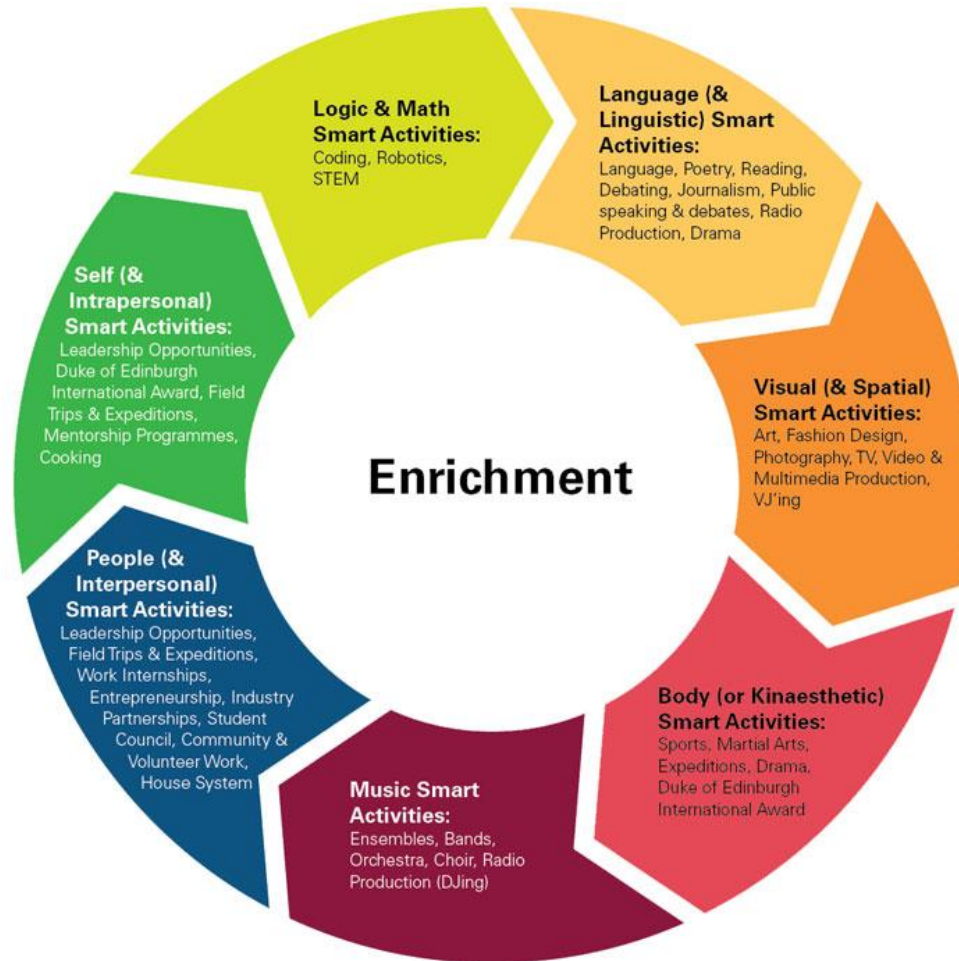 Logic & Math
Smart Activities:
Coding, Robotics,
STEM
Language (&
Linguistic) Smart
Activities:
Language, Poetry, Reading,
Debating, Journalism, Public
speaking & debates, Radio
Production, Drama
Visual (& Spatial)
Smart Activities:
Art, Fashion Design,
Photography, TV, Video &
Multimedia Production,
VJ'ing
Body (or Kinaesthetic)
Smart Activities:
Sports, Martial Arts,
Expeditions, Drama,
Duke of Edinburgh
International Award
Music Smart
Activities:
Ensembles, Bands,
Orchestra, Choir, Radio
Production (DJing)
People (&
Interpersonal)
Smart Activities:
Leadership Opportunities,
Field Trips & Expeditions,
Work Internships,
Entrepreneurship, Industry
Partnerships, Student
Council, Community &
Volunteer Work,
House System
Self (&
Intrapersonal)
Smart Activities:
Leadership Opportunities,
Duke of Edinburgh
International Award, Field
Trips & Expeditions,
Mentorship Programmes,
Cooking
Enrichment